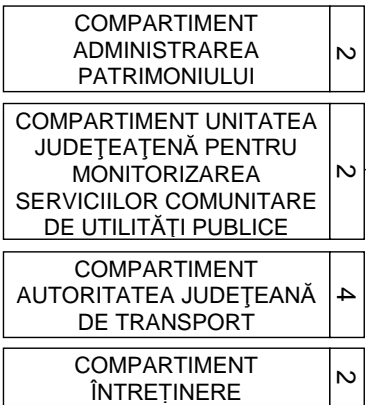 COMPARTIMENT
ADMINISTRAREA
PATRIMONIULUI
2
COMPARTIMENT UNITATEA
JUDEŢEAŢENĂ PENTRU
MONITORIZAREA
SERVICIILOR COMUNITARE
DE UTILITĂŢI PUBLICE
2
COMPARTIMENT
AUTORITATEA JUDEŢEANĂ
DE TRANSPORT
4
COMPARTIMENT
ÎNTREȚINERE
2